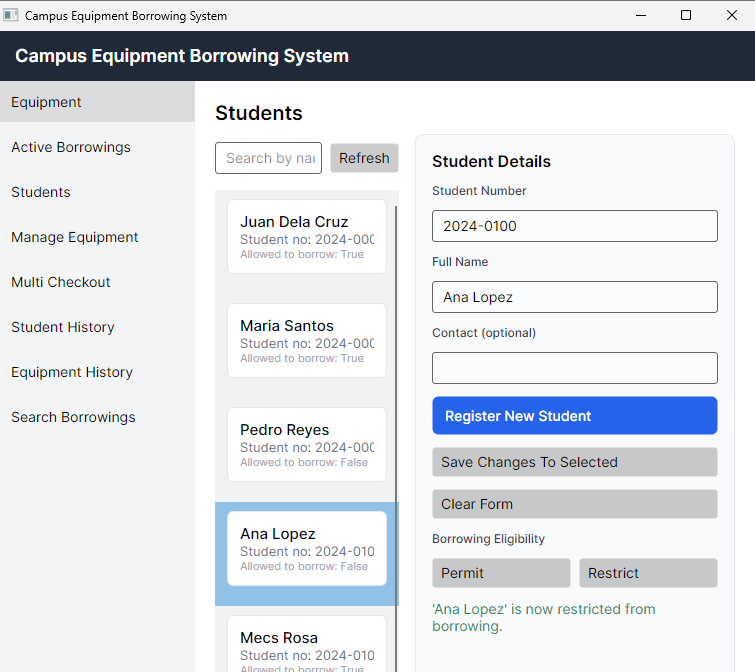 Campus Equipment Borrowing System
Campus Equipment Borrowing System
Equipment
Active Borrowings
Students
Manage Equipment
Multi Checkout
Student History
Equipment History
Search Borrowings
Students
Search by nar
Refresh
Juan Dela Cruz
Student no: 2024-000
Allowed to borrow: True
Maria Santos
Student no: 2024-000
Allowed to borrow: True
Pedro Reyes
Student no: 2024-000
Allowed to borrow: False
Ana Lopez
Student no: 2024-010
Allowed to borrow: False
Mecs Rosa
Student no: 2024-010
Allowed to borrow: True
Student Details
Student Number
2024-0100
Full Name
Ana Lopez
Contact (optional)
Register New Student
Save Changes To Selected
Clear Form
Borrowing Eligibility
Permit
Restrict
'Ana Lopez' is now restricted from
borrowing.